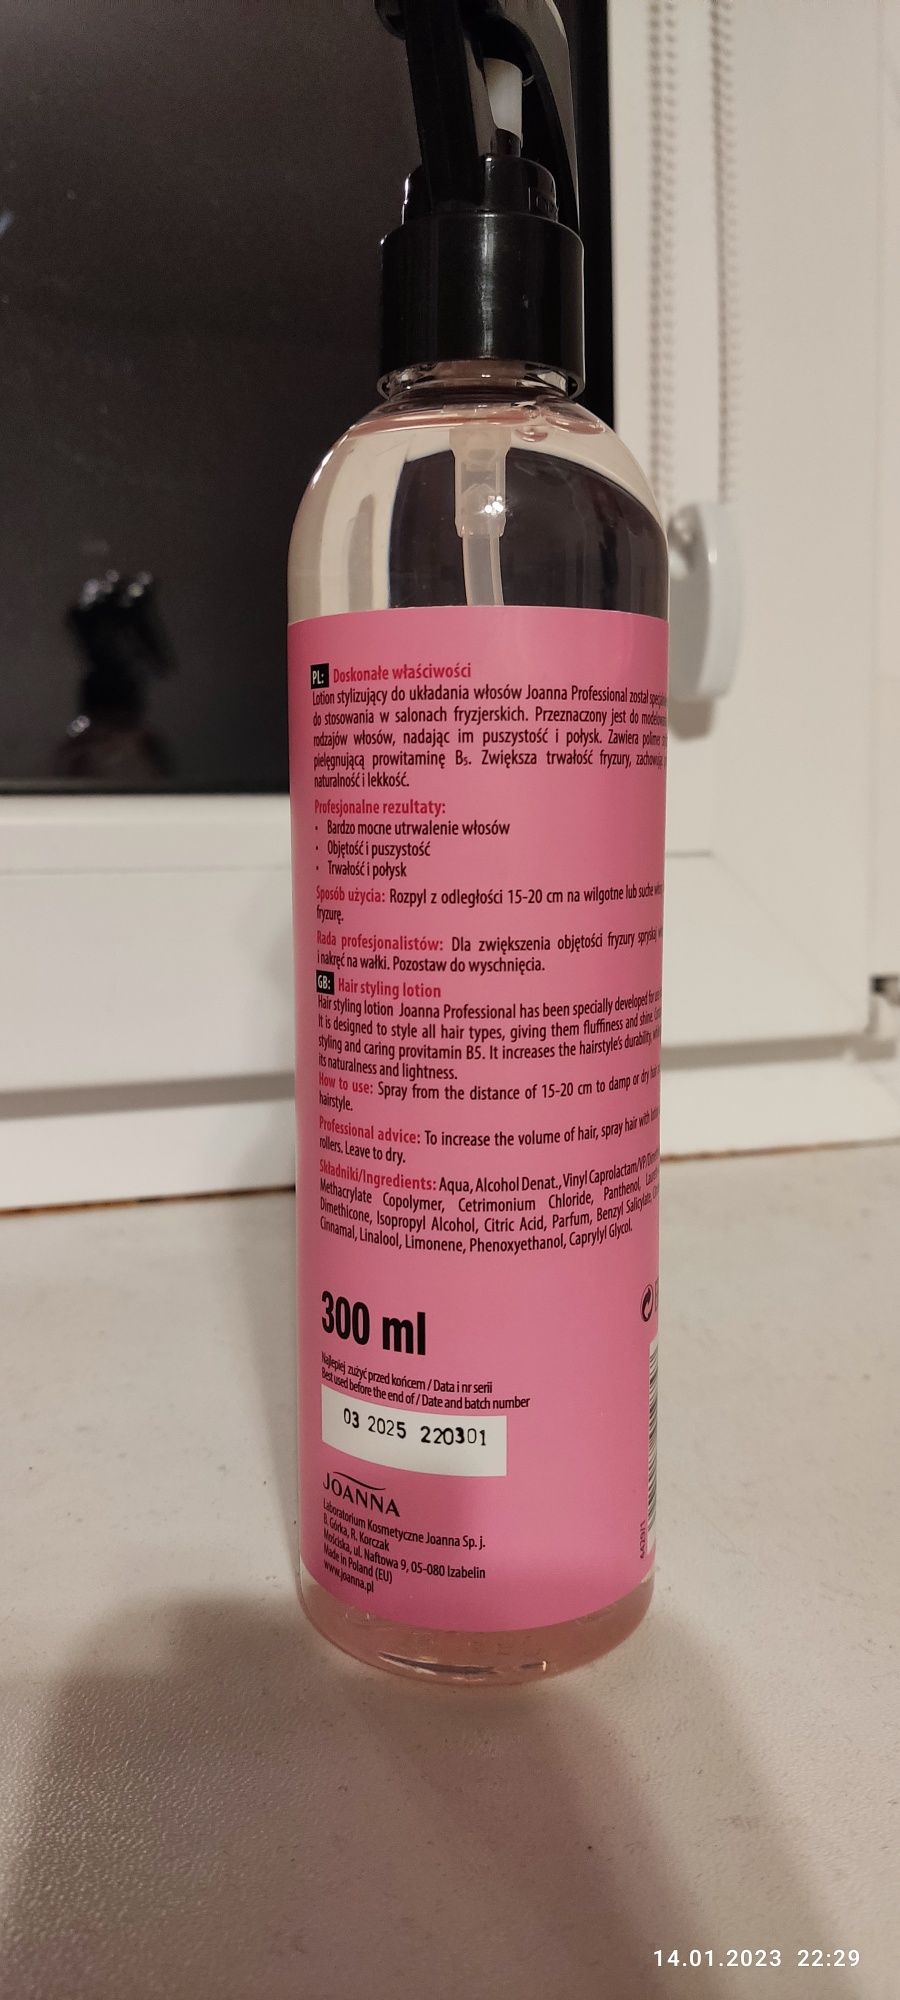 PL: Doskonałe właściwości
Lotion stylizujący do układania włosów Joanna Professional został
do stosowania w salonach fryzjerskich. Przeznaczony jest do
rodzajów włosów, nadając im puszystość i połysk. Zawiera polimer
pielęgnującą prowitaminę B₅. Zwiększa trwałość fryzury,
naturalność i lekkość.
Profesjonalne rezultaty:
· Bardzo mocne utrwalenie włosów
· Objętość i puszystość
· Trwałość i połysk
Sposób użycia: Rozpyl z odległości 15-20 cm na wilgotne lub suche
fryzurę.
Rada profesjonalistów: Dla zwiększenia objętości fryzury spryskaj
i nakręć na wałki. Pozostaw do wyschnięcia.
GB: Hair styling lotion
Hair styling lotion Joanna Professional has been specially developed for
It is designed to style all hair types, giving them fluffiness and shine.
styling and caring provitamin B5. It increases the hairstyle's durability,
its naturalness and lightness.
How to use: Spray from the distance of 15-20 cm to damp or dry
hairstyle.
Professional advice: To increase the volume of hair, spray hair with
rollers. Leave to dry.
Składniki/Ingredients: Aqua, Alcohol Denat., Vinyl Caprolactam/VP/
Methacrylate Copolymer, Cetrimonium Chloride, Panthenol,
Dimethicone, Isopropyl Alcohol, Citric Acid, Parfum, Benzyl Salicylate,
Cinnamal, Linalool, Limonene, Phenoxyethanol, Caprylyl Glycol.
300 ml
Najlepiej zużyć przed końcem / Data i nr serii
Best used before the end of / Date and batch number
03 2025 220301
JOANNA
Laboratorium Kosmetyczne Joanna Sp. j.
B. Górka, R. Korczak
Mościska, ul. Naftowa 9, 05-080 Izabelin
Made in Poland (EU)
www.joanna.pl
14.01.2023 22:29